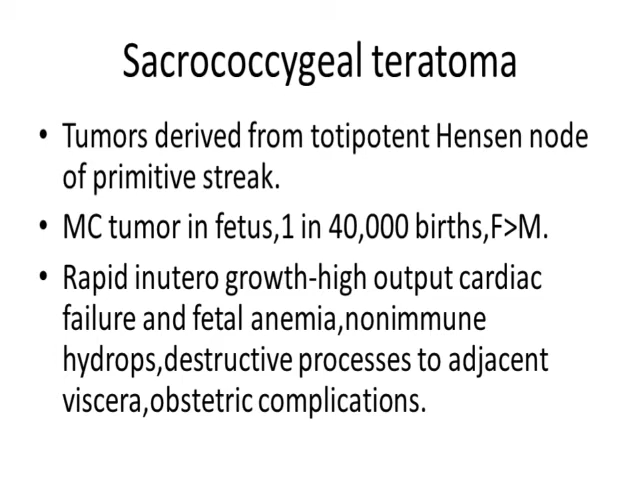 Sacrococcygeal teratoma
• Tumors derived from totipotent Hensen node
of primitive streak.
• MC tumor in fetus,1 in 40,000 births,F>M.
• Rapid inutero growth-high output cardiac
failure and fetal anemia,nonimmune
hydrops,destructive processes to adjacent
viscera,obstetric complications.